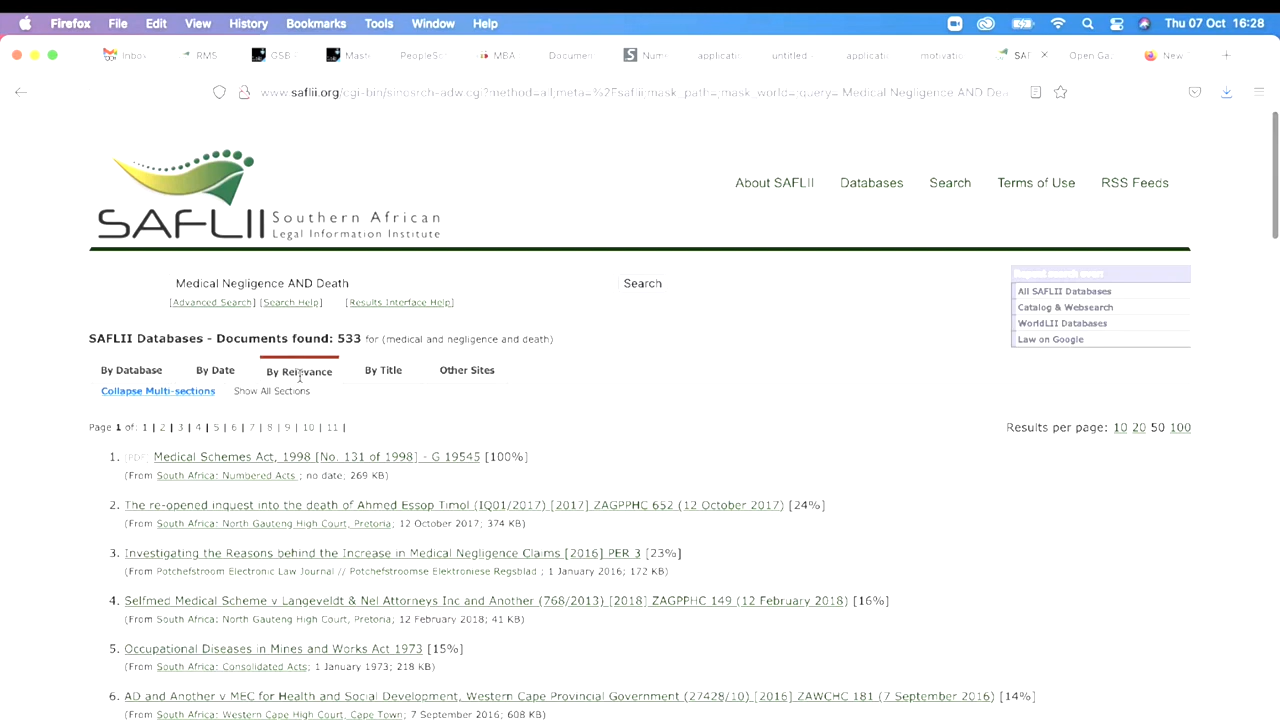 Firefox File Edit View History Bookmarks Tools Window Help Thu 07 Oct 16:28
Inbox RMS GSB Mast PeopleSc MBA Documen Num applicatio untitled applicatio motivatio SAF Open Ga New
www.saflii.org/cgi-bin/sinosrch-adw.cgi?method=all;meta=%2Fsaflii;mask_path=;mask_world=;query= Medical Negligence AND Dea
About SAFLII Databases Search Terms of Use RSS Feeds
SAFLII Southern African
Legal Information Institute
Medical Negligence AND Death Search
[Advanced Search] [Search Help] [Results Interface Help]
All SAFLII Databases
Catalog & Websearch
WorldLII Databases
Law on Google
SAFLII Databases - Documents found: 533 for (medical and negligence and death)
By Database By Date By Relevance By Title Other Sites
Collapse Multi-sections Show All Sections
Page 1 of: 1 | 2 | 3 | 4 | 5 | 6 | 7 | 8 | 9 | 10 | 11 | Results per page: 10 20 50 100
1. [PDF] Medical Schemes Act, 1998 [No. 131 of 1998] - G 19545 [100%]
(From South Africa: Numbered Acts ; no date; 269 KB)
2. The re-opened inquest into the death of Ahmed Essop Timol (IQ01/2017) [2017] ZAGPPHC 652 (12 October 2017) [24%]
(From South Africa: North Gauteng High Court, Pretoria; 12 October 2017; 374 KB)
3. Investigating the Reasons behind the Increase in Medical Negligence Claims [2016] PER 3 [23%]
(From Potchefstroom Electronic Law Journal // Potchefstroomse Elektroniese Regsblad ; 1 January 2016; 172 KB)
4. Selfmed Medical Scheme v Langeveldt & Nel Attorneys Inc and Another (768/2013) [2018] ZAGPPHC 149 (12 February 2018) [16%]
(From South Africa: North Gauteng High Court, Pretoria; 12 February 2018; 41 KB)
5. Occupational Diseases in Mines and Works Act 1973 [15%]
(From South Africa: Consolidated Acts; 1 January 1973; 218 KB)
6. AD and Another v MEC for Health and Social Development, Western Cape Provincial Government (27428/10) [2016] ZAWCHC 181 (7 September 2016) [14%]
(From South Africa: Western Cape High Court, Cape Town; 7 September 2016; 608 KB)